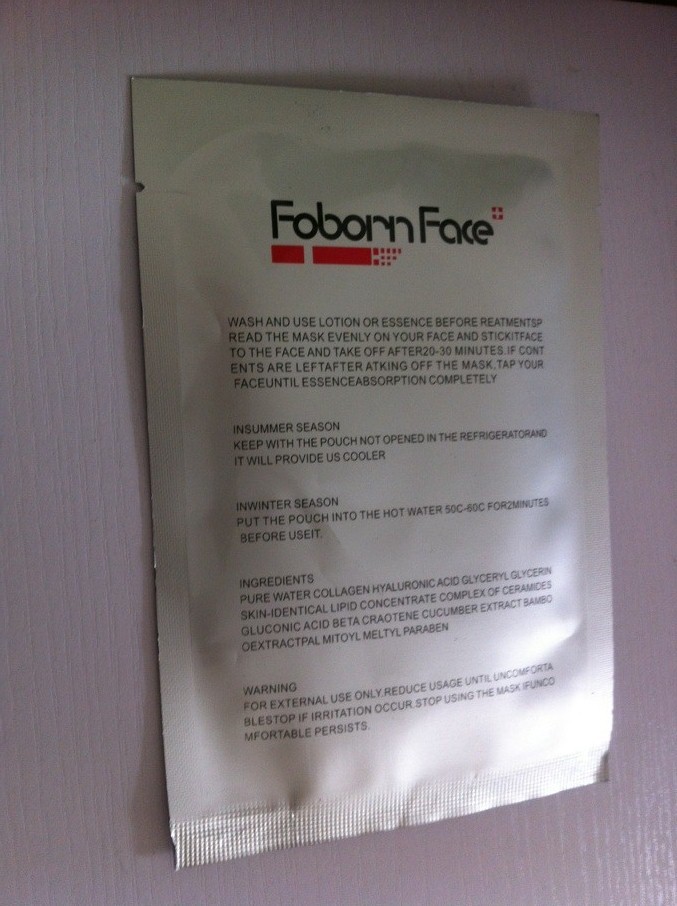 Foborn Face
WASH AND USE LOTION OR ESSENCE BEFORE REATMENTSP
READ THE MASK EVENLY ON YOUR FACE AND STICKITFACE
TO THE FACE AND TAKE OFF AFTER20-30 MINUTES.IF CONT
ENTS ARE LEFTAFTER ATKING OFF THE MASK,TAP YOUR
FACEUNTIL ESSENCEABSORPTION COMPLETELY
INSUMMER SEASON
KEEP WITH THE POUCH NOT OPENED IN THE REFRIGERATORAND
IT WILL PROVIDE US COOLER
INWINTER SEASON
PUT THE POUCH INTO THE HOT WATER 50C-60C FOR2MINUTES
BEFORE USEIT.
INGREDIENTS
PURE WATER COLLAGEN HYALURONIC ACID GLYCERYL GLYCERIN
SKIN-IDENTICAL LIPID CONCENTRATE COMPLEX OF CERAMIDES
GLUCONIC ACID BETA CRAOTENE CUCUMBER EXTRACT BAMBO
OEXTRACTPAL MITOYL MELTYL PARABEN
WARNING
FOR EXTERNAL USE ONLY.REDUCE USAGE UNTIL UNCOMFORTA
BLESTOP IF IRRITATION OCCUR.STOP USING THE MASK IFUNCO
MFORTABLE PERSISTS.